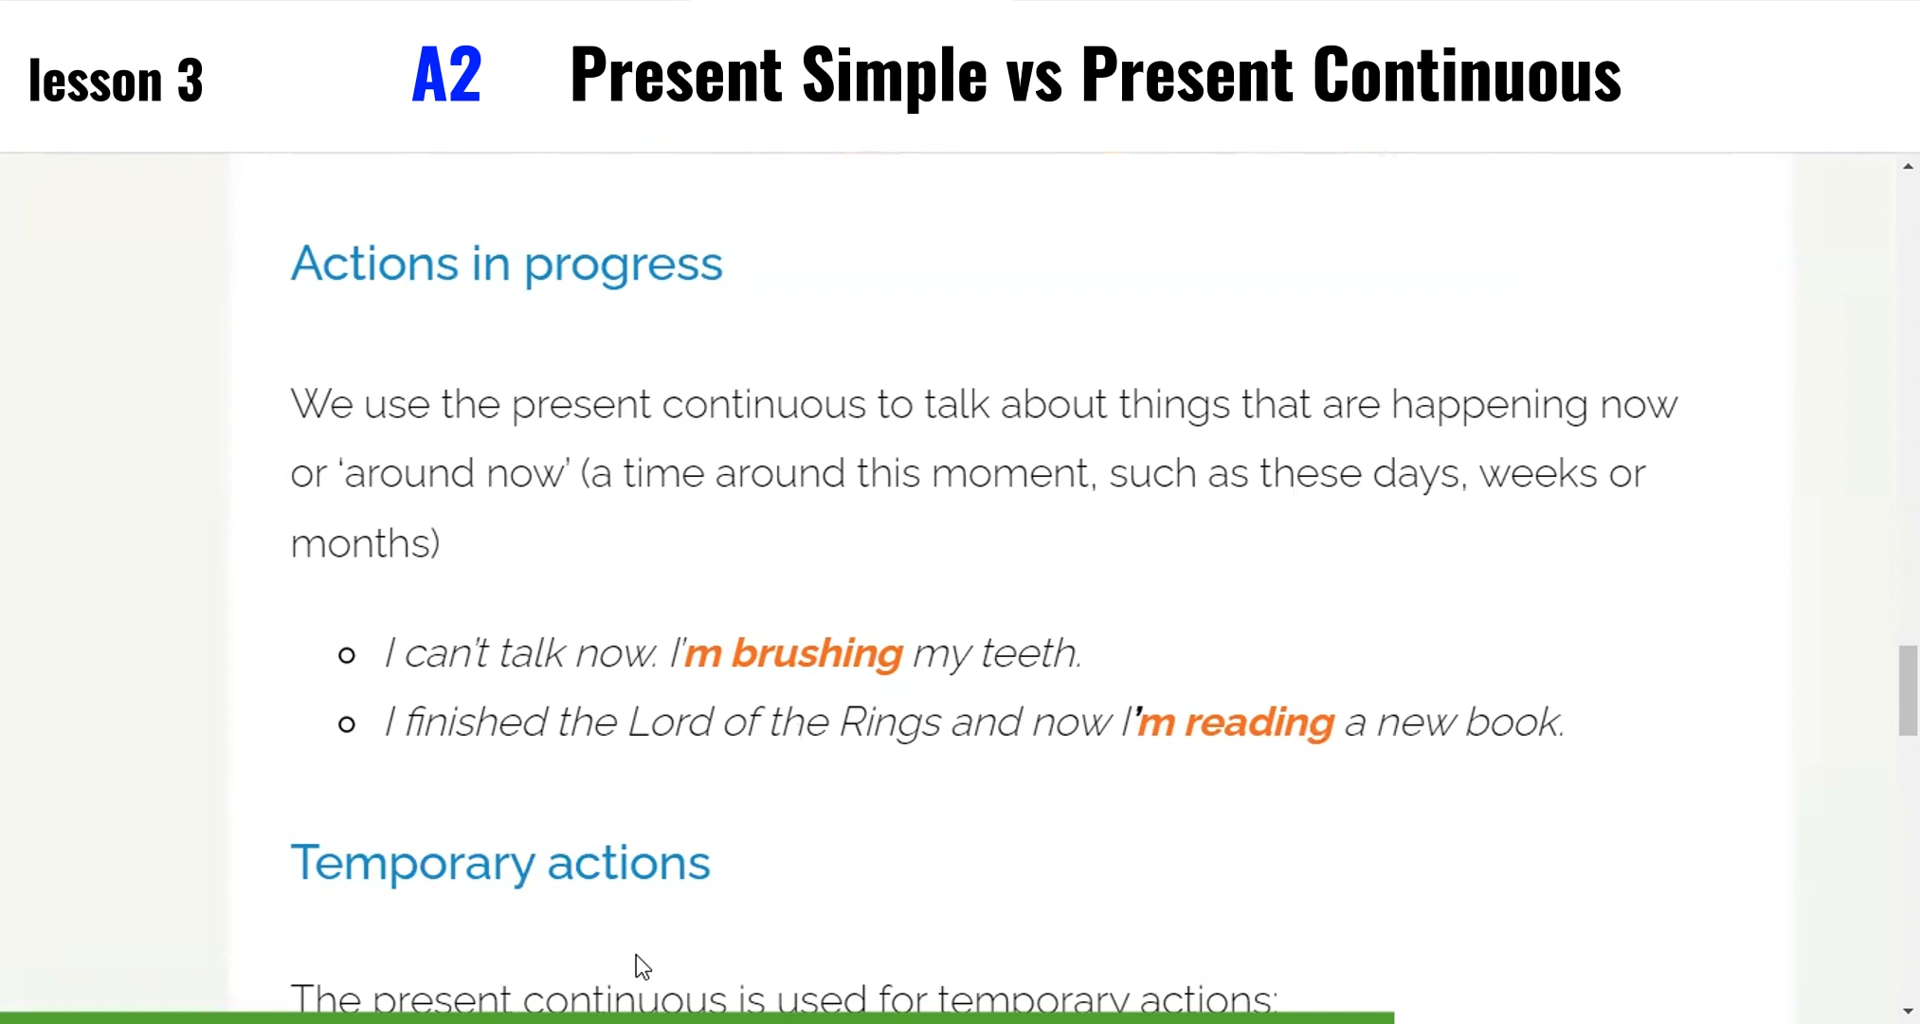 lesson 3 A2 Present Simple vs Present Continuous
Actions in progress
We use the present continuous to talk about things that are happening now
or ‘around now’ (a time around this moment, such as these days, weeks or
months)
I can’t talk now. I’m brushing my teeth.
I finished the Lord of the Rings and now I’m reading a new book.
Temporary actions
The present continuous is used for temporary actions: